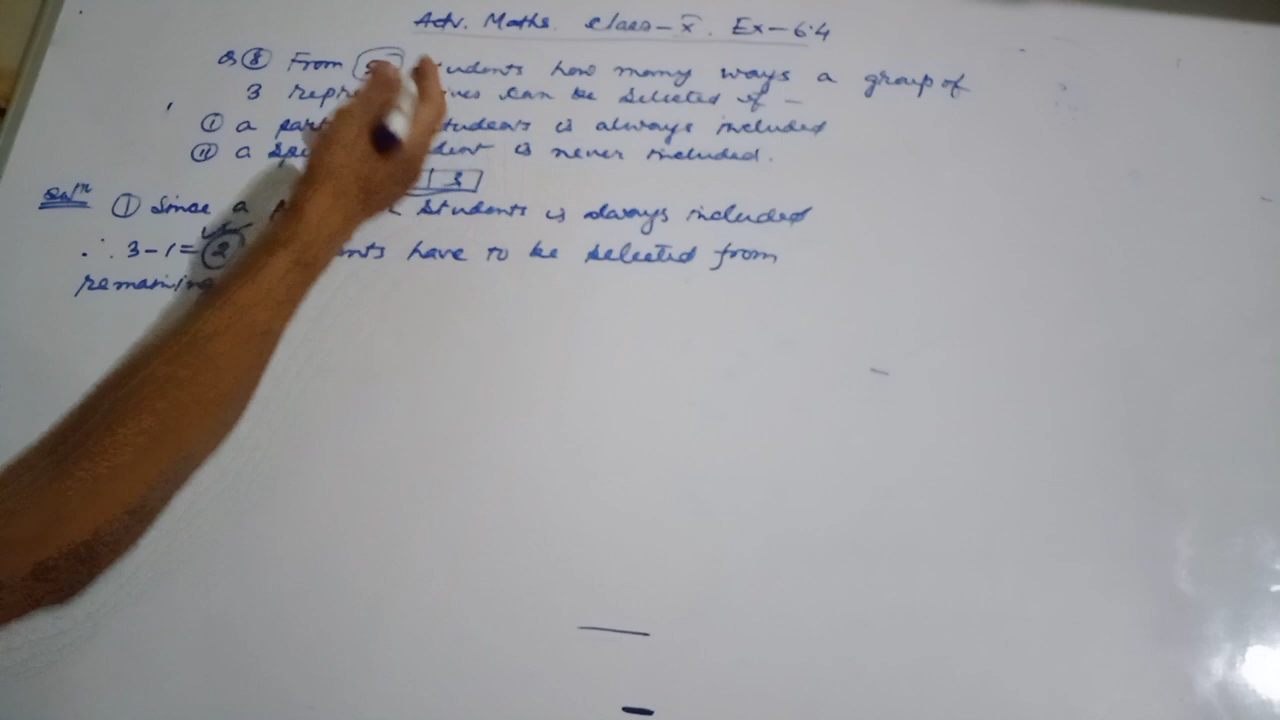 Adv. Maths. Class-X. Ex-6.4
Q 8 From students how many ways a group of
3 can be selected if -
(i) a students is always included
(ii) a is never included.
3
Solⁿ (i) Since a students is always included
∴ 3-1=2 have to be selected from
remaining